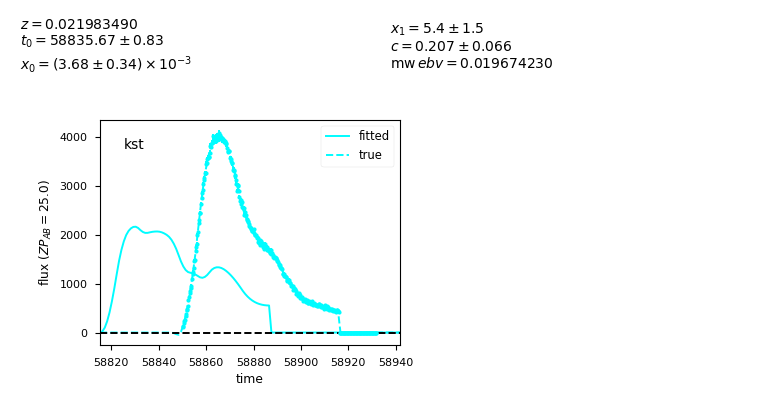 z = 0.021983490
t₀ = 58835.67 ± 0.83
x₀ = (3.68 ± 0.34) × 10⁻³
x₁ = 5.4 ± 1.5
c = 0.207 ± 0.066
mw ebv = 0.019674230
kst
fitted
true
flux (ZP_AB = 25.0)
4000
3000
2000
1000
0
58820 58840 58860 58880 58900 58920 58940
time